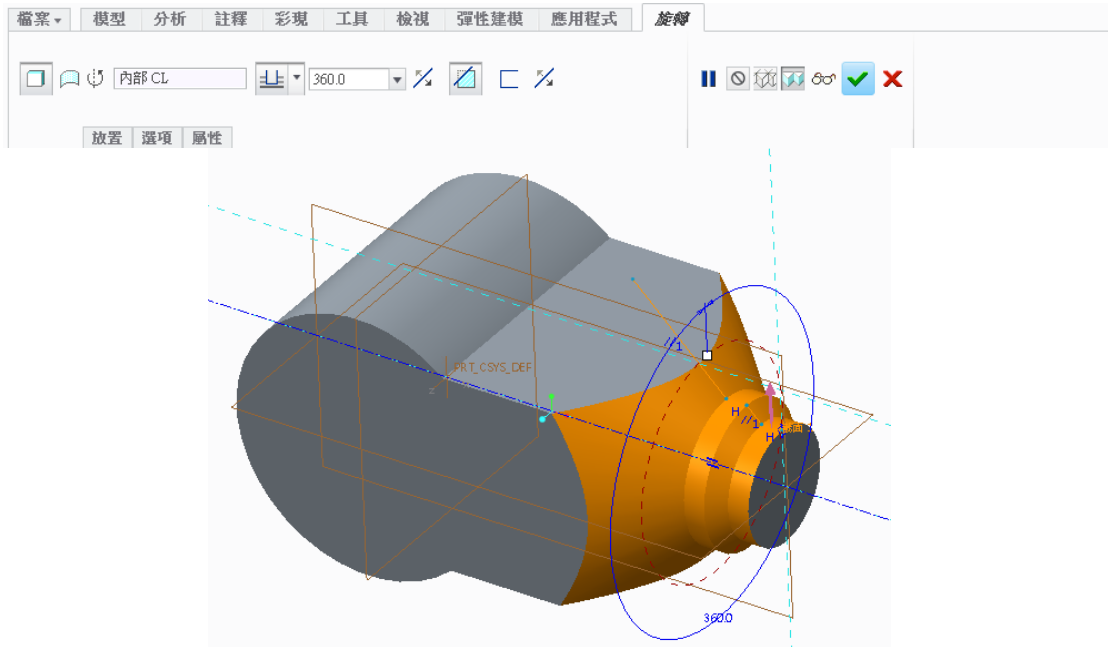 檔案 模型 分析 註釋 彩現 工具 檢視 彈性建模 應用程式 旋轉
內部 CL 360.0
放置 選項 屬性
PRT_CSYS_DEF
Z
//1
H //1
H
360.0